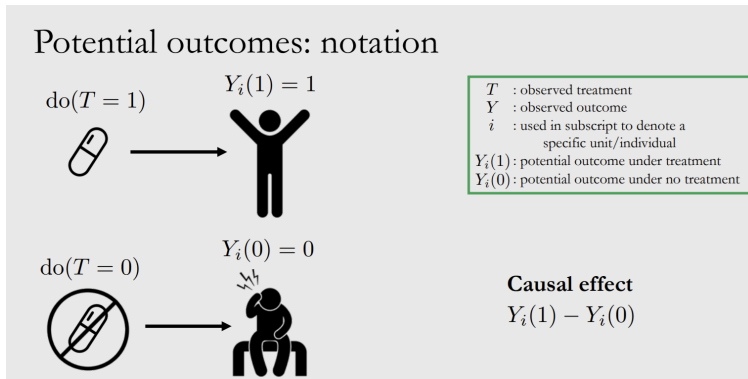 Potential outcomes: notation
do(T = 1)
Y_i(1) = 1
T : observed treatment
Y : observed outcome
i : used in subscript to denote a
specific unit/individual
Y_i(1) : potential outcome under treatment
Y_i(0) : potential outcome under no treatment
do(T = 0)
Y_i(0) = 0
Causal effect
Y_i(1) − Y_i(0)